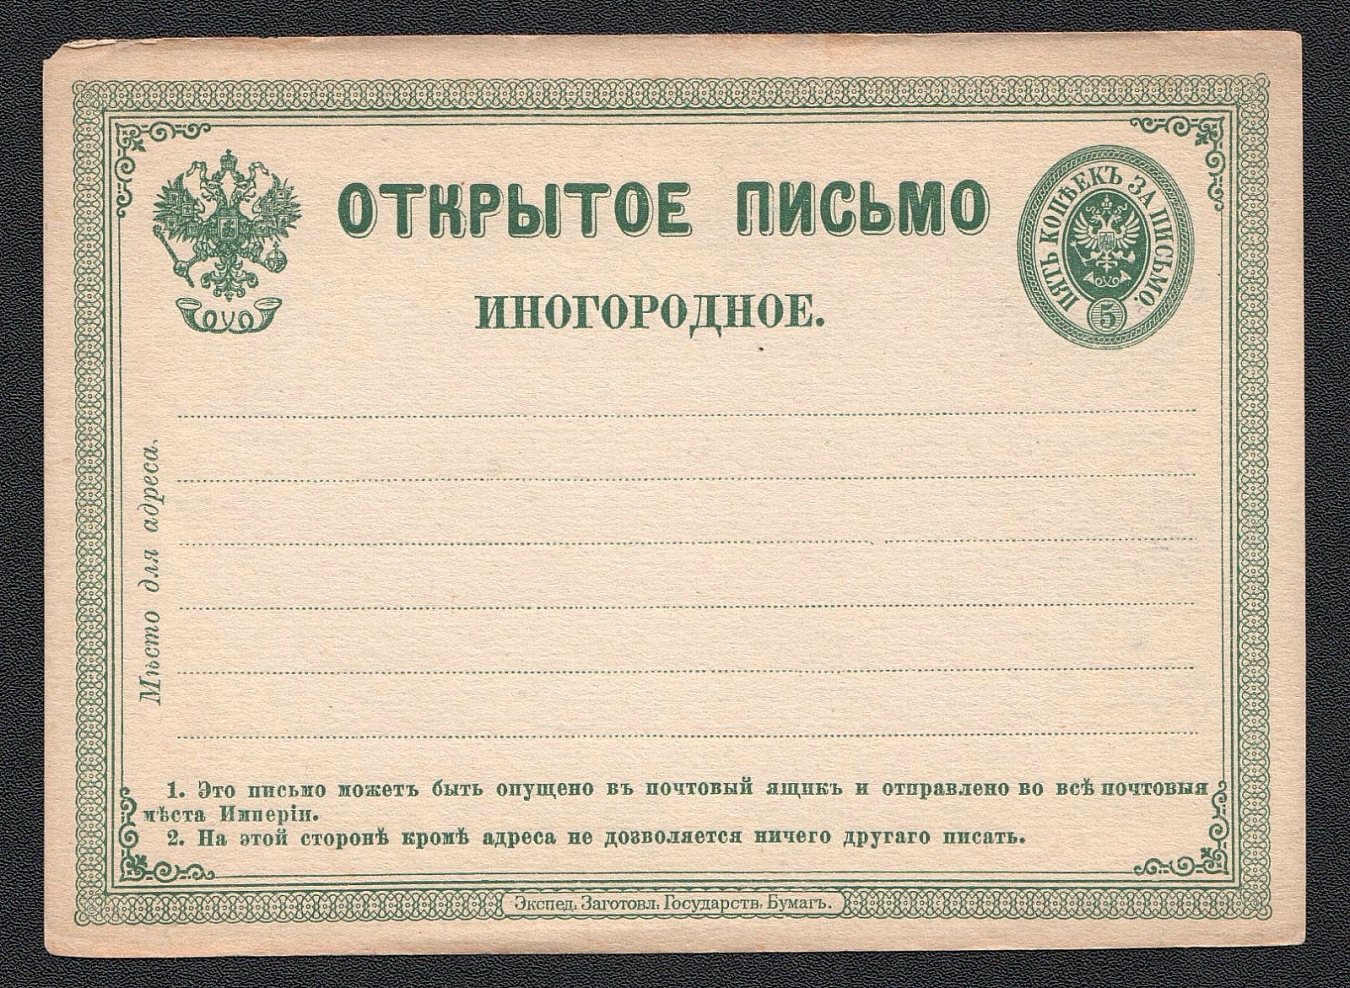 ОТКРЫТОЕ ПИСЬМО
ПЯТЬ КОПѢЕКЪ ЗА ПИСЬМО.
5
ИНОГОРОДНОЕ.
Мѣсто для адреса.
1. Это письмо можетъ быть опущено въ почтовый ящикъ и отправлено во всѣ почтовыя
мѣста Имперіи.
2. На этой сторонѣ кромѣ адреса не дозволяется ничего другаго писать.
Экспед. Заготовл. Государств. Бумагъ.